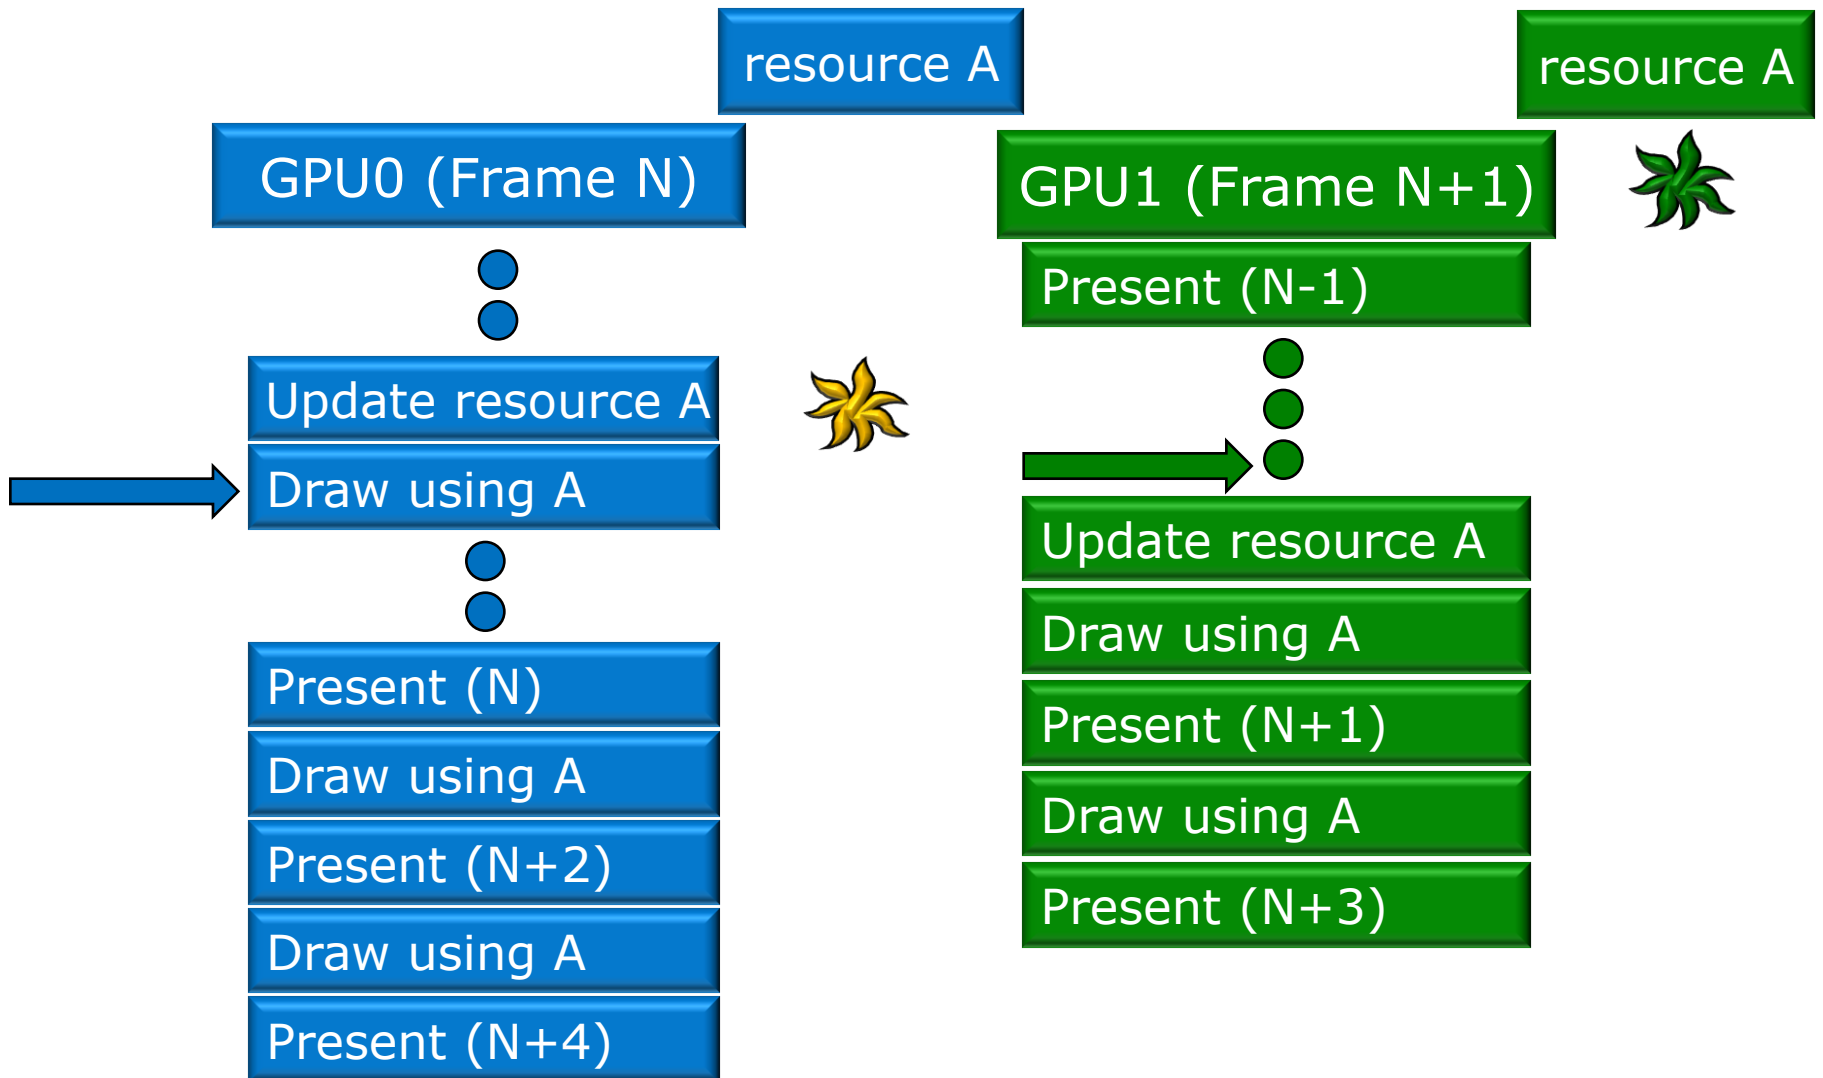 resource A
GPU0 (Frame N)
Update resource A
Draw using A
Present (N)
Draw using A
Present (N+2)
Draw using A
Present (N+4)
resource A
GPU1 (Frame N+1)
Present (N-1)
Update resource A
Draw using A
Present (N+1)
Draw using A
Present (N+3)